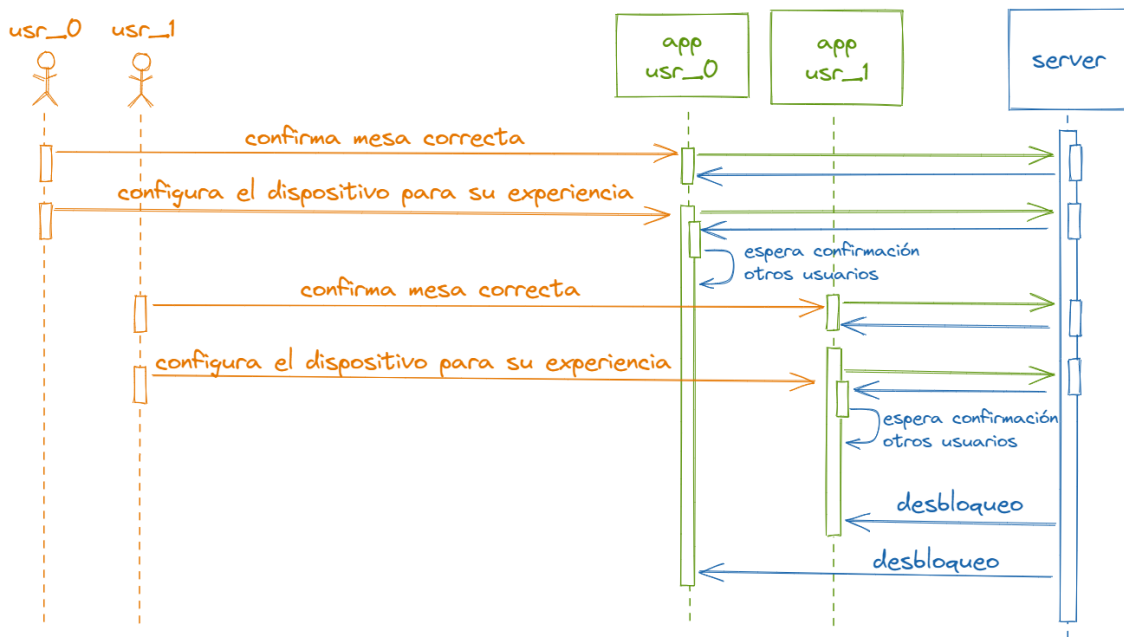 usr_0
usr_1
app
usr_0
app
usr_1
server
confirma mesa correcta
configura el dispositivo para su experiencia
espera confirmación
otros usuarios
confirma mesa correcta
configura el dispositivo para su experiencia
espera confirmación
otros usuarios
desbloqueo
desbloqueo